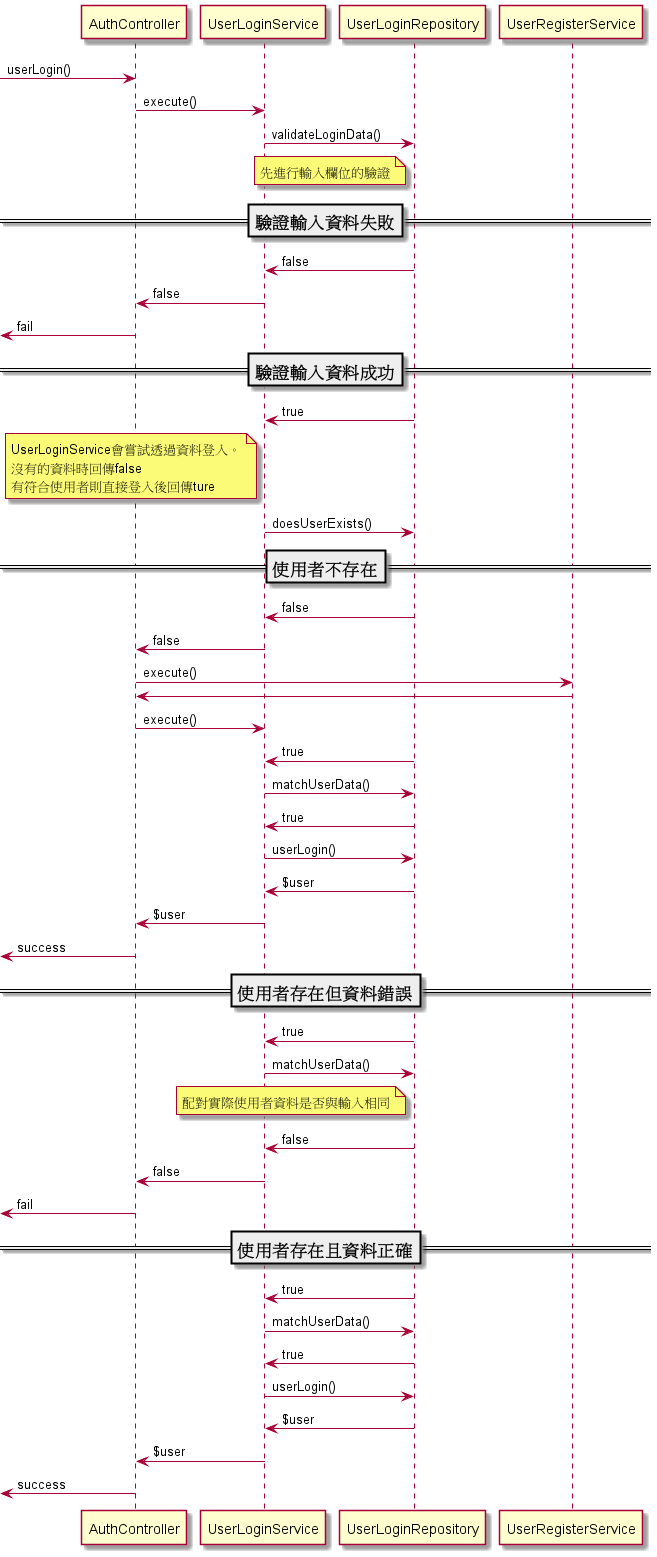 AuthController
UserLoginService
UserLoginRepository
UserRegisterService
userLogin()
execute()
validateLoginData()
先進行輸入欄位的驗證
驗證輸入資料失敗
false
false
fail
驗證輸入資料成功
true
UserLoginService會嘗試透過資料登入。
沒有的資料時回傳false
有符合使用者則直接登入後回傳ture
doesUserExists()
使用者不存在
false
false
execute()
execute()
true
matchUserData()
true
userLogin()
$user
$user
success
使用者存在但資料錯誤
true
matchUserData()
配對實際使用者資料是否與輸入相同
false
false
fail
使用者存在且資料正確
true
matchUserData()
true
userLogin()
$user
$user
success
AuthController
UserLoginService
UserLoginRepository
UserRegisterService